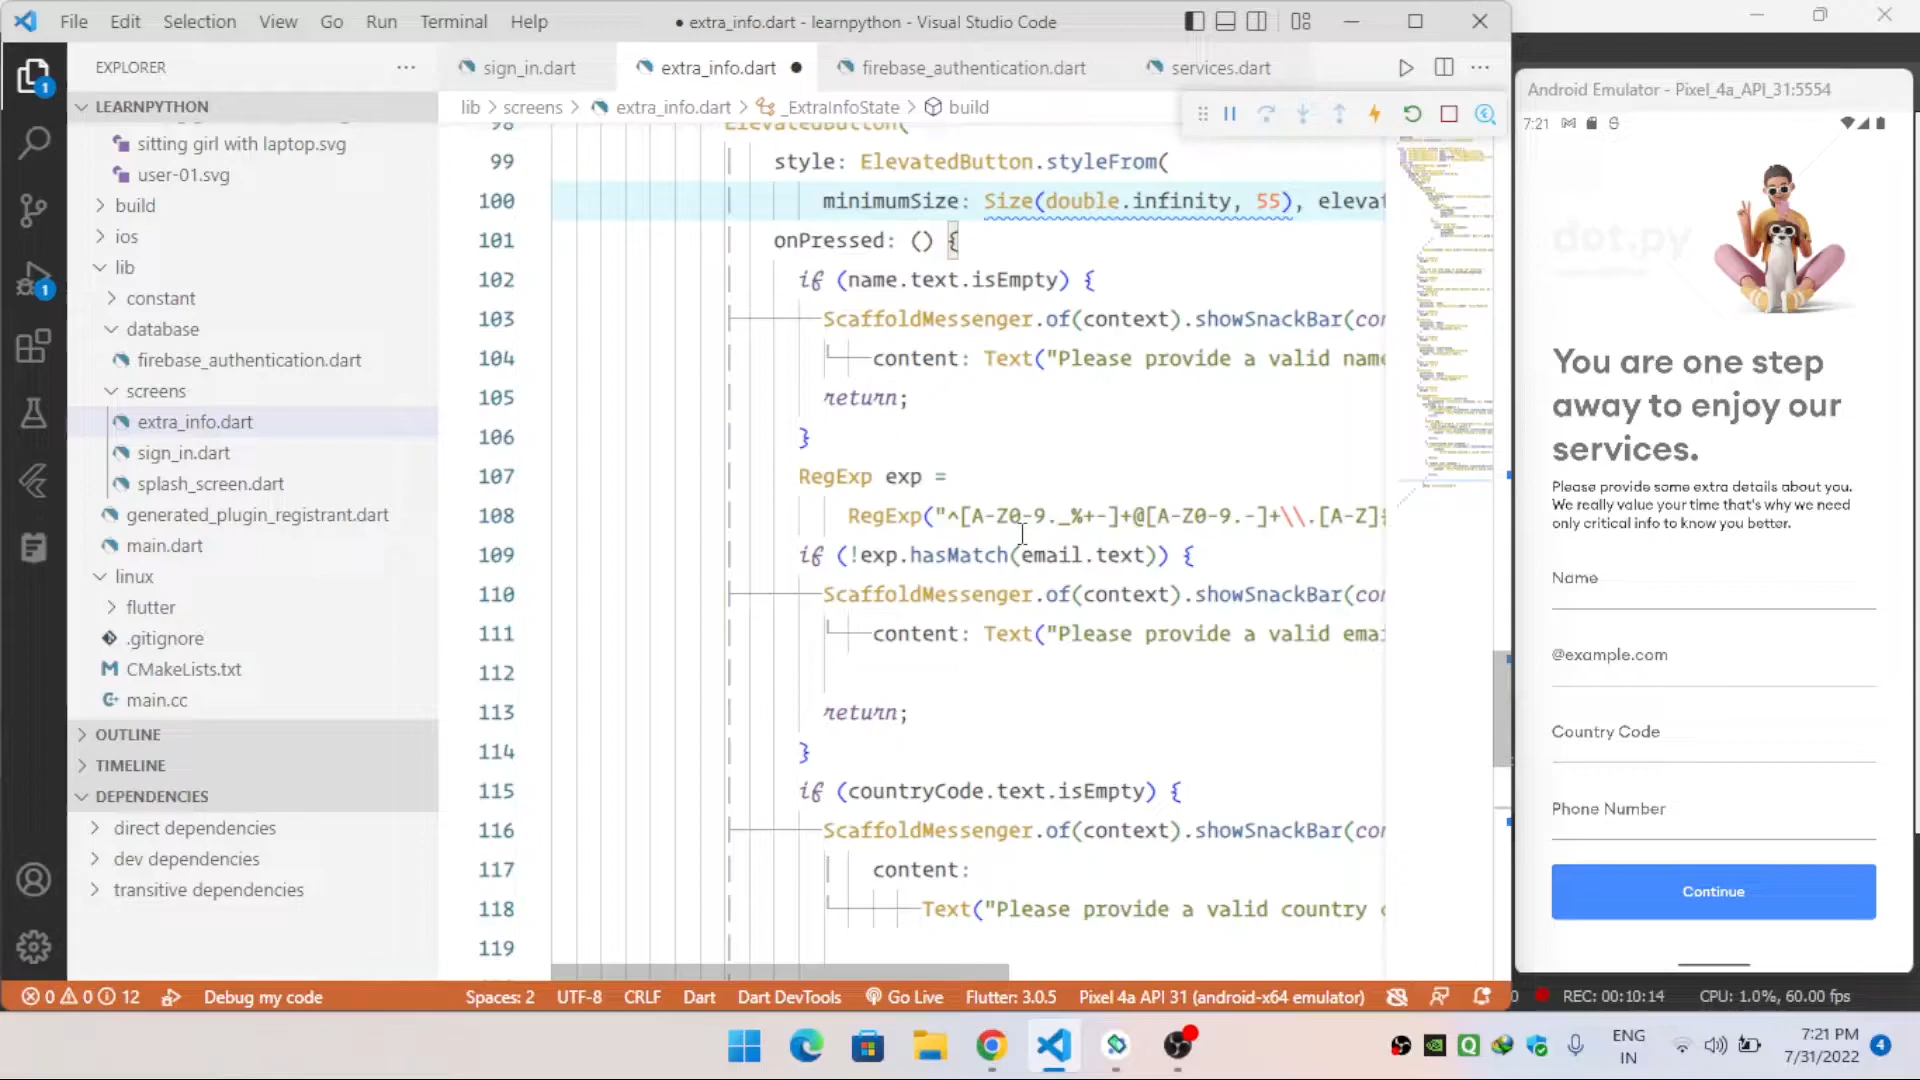 File Edit Selection View Go Run Terminal Help
● extra_info.dart - learnpython - Visual Studio Code
EXPLORER
sign_in.dart
extra_info.dart
firebase_authentication.dart
services.dart
lib > screens > extra_info.dart > _ExtraInfoState > build
LEARNPYTHON
sitting girl with laptop.svg
user-01.svg
build
ios
lib
constant
database
firebase_authentication.dart
screens
extra_info.dart
sign_in.dart
splash_screen.dart
generated_plugin_registrant.dart
main.dart
linux
flutter
.gitignore
CMakeLists.txt
main.cc
OUTLINE
TIMELINE
DEPENDENCIES
direct dependencies
dev dependencies
transitive dependencies
1
1
98 ElevatedButton(
99 style: ElevatedButton.styleFrom(
100 minimumSize: Size(double.infinity, 55), elevat
101 onPressed: () {
102 if (name.text.isEmpty) {
103 ScaffoldMessenger.of(context).showSnackBar(con
104 content: Text("Please provide a valid name
105 return;
106 }
107 RegExp exp =
108 RegExp("^[A-Z0-9._%+-]+@[A-Z0-9.-]+\\.[A-Z]{
109 if (!exp.hasMatch(email.text)) {
110 ScaffoldMessenger.of(context).showSnackBar(con
111 content: Text("Please provide a valid emai
112
113 return;
114 }
115 if (countryCode.text.isEmpty) {
116 ScaffoldMessenger.of(context).showSnackBar(con
117 content:
118 Text("Please provide a valid country c
119
0 0 12 Debug my code Spaces: 2 UTF-8 CRLF Dart Dart DevTools Go Live Flutter: 3.0.5 Pixel 4a API 31 (android-x64 emulator)
Android Emulator - Pixel_4a_API_31:5554
7:21
dot.py
You are one step
away to enjoy our
services.
Please provide some extra details about you.
We really value your time that's why we need
only critical info to know you better.
Name
@example.com
Country Code
Phone Number
Continue
0 REC: 00:10:14 CPU: 1.0%, 60.00 fps
ENG
IN
7:21 PM
7/31/2022
4